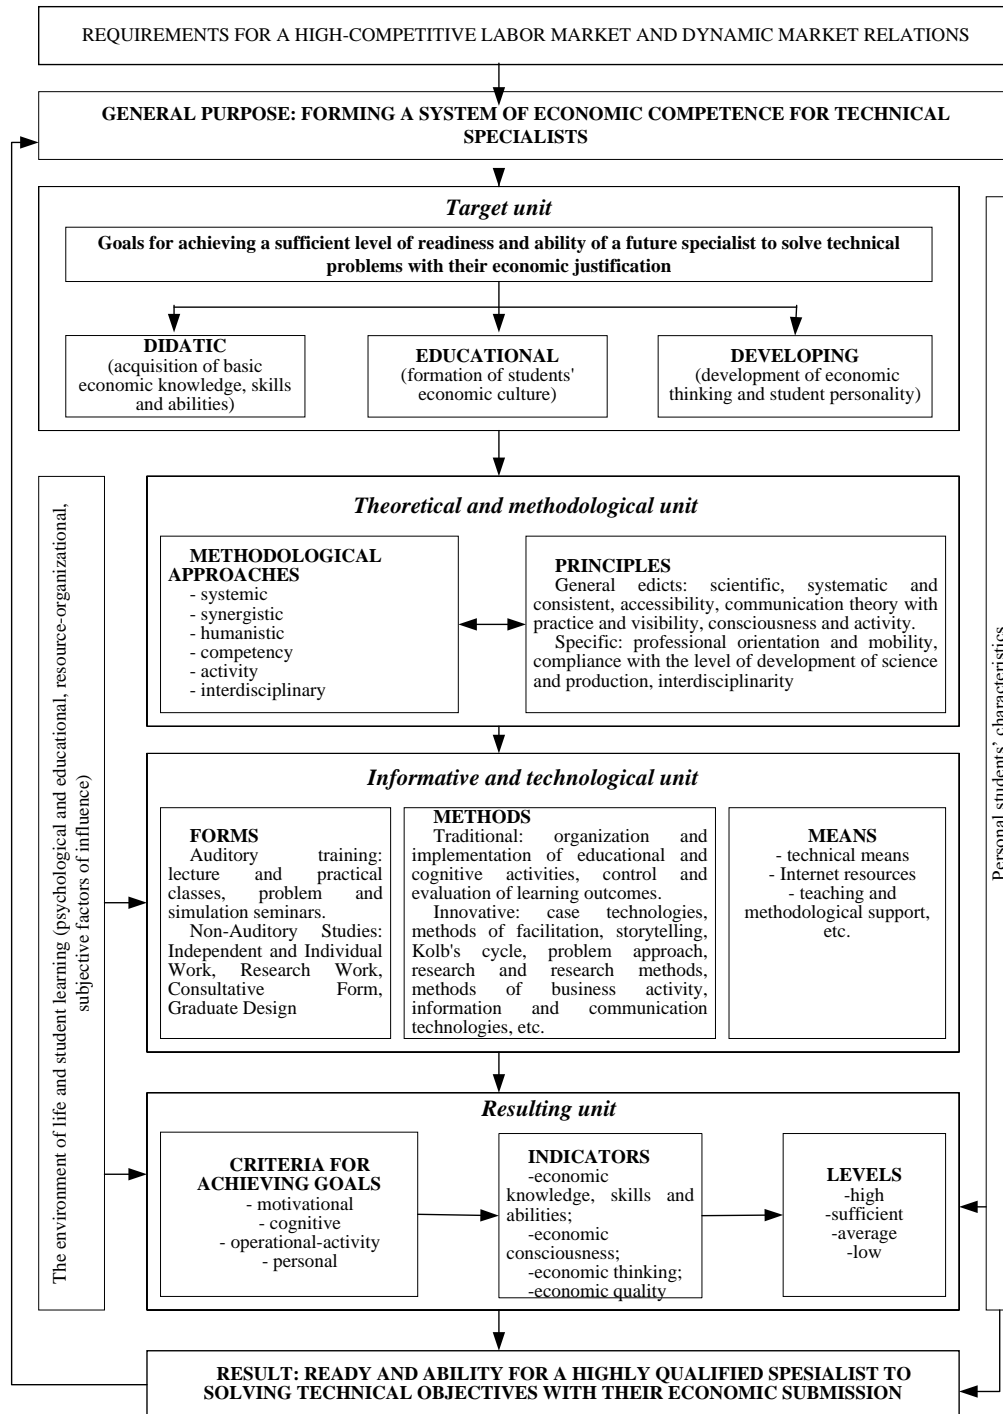 REQUIREMENTS FOR A HIGH-COMPETITIVE LABOR MARKET AND DYNAMIC MARKET RELATIONS
GENERAL PURPOSE: FORMING A SYSTEM OF ECONOMIC COMPETENCE FOR TECHNICAL
SPECIALISTS
Target unit
Goals for achieving a sufficient level of readiness and ability of a future specialist to solve technical
problems with their economic justification
DIDATIC
(acquisition of basic
economic knowledge, skills
and abilities)
EDUCATIONAL
(formation of students'
economic culture)
DEVELOPING
(development of economic
thinking and student personality)
The environment of life and student learning (psychological and educational, resource-organizational,
subjective factors of influence)
Personal students' characteristics
Theoretical and methodological unit
METHODOLOGICAL
APPROACHES
- systemic
- synergistic
- humanistic
- competency
- activity
- interdisciplinary
PRINCIPLES
General edicts: scientific, systematic and
consistent, accessibility, communication theory with
practice and visibility, consciousness and activity.
Specific: professional orientation and mobility,
compliance with the level of development of science
and production, interdisciplinarity
Informative and technological unit
FORMS
Auditory training:
lecture and practical
classes, problem and
simulation seminars.
Non-Auditory Studies:
Independent and Individual
Work, Research Work,
Consultative Form,
Graduate Design
METHODS
Traditional: organization and
implementation of educational and
cognitive activities, control and
evaluation of learning outcomes.
Innovative: case technologies,
methods of facilitation, storytelling,
Kolb's cycle, problem approach,
research and research methods,
methods of business activity,
information and communication
technologies, etc.
MEANS
- technical means
- Internet resources
- teaching and
methodological support,
etc.
Resulting unit
CRITERIA FOR
ACHIEVING GOALS
- motivational
- cognitive
- operational-activity
- personal
INDICATORS
-economic
knowledge, skills and
abilities;
-economic
consciousness;
-economic thinking;
-economic quality
LEVELS
-high
-sufficient
-average
-low
RESULT: READY AND ABILITY FOR A HIGHLY QUALIFIED SPESIALIST TO
SOLVING TECHNICAL OBJECTIVES WITH THEIR ECONOMIC SUBMISSION